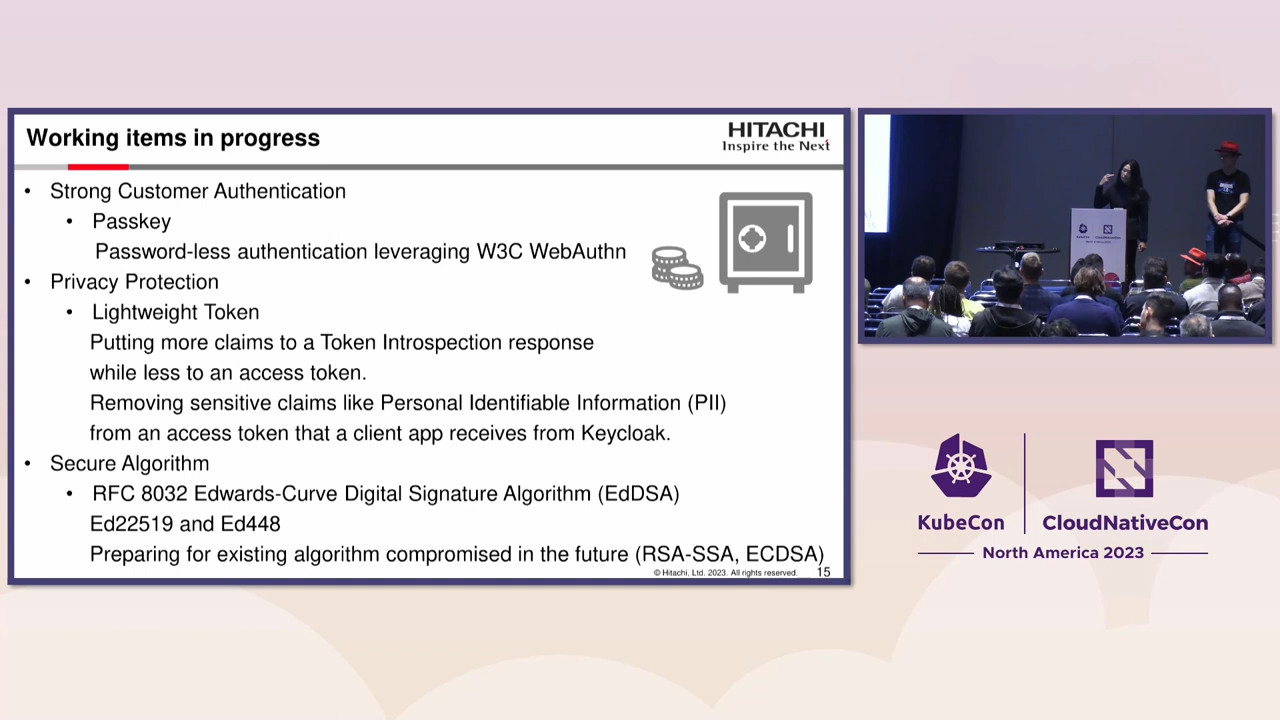 Working items in progress
HITACHI
Inspire the Next
• Strong Customer Authentication
• Passkey
Password-less authentication leveraging W3C WebAuthn
• Privacy Protection
• Lightweight Token
Putting more claims to a Token Introspection response
while less to an access token.
Removing sensitive claims like Personal Identifiable Information (PII)
from an access token that a client app receives from Keycloak.
• Secure Algorithm
• RFC 8032 Edwards-Curve Digital Signature Algorithm (EdDSA)
Ed22519 and Ed448
Preparing for existing algorithm compromised in the future (RSA-SSA, ECDSA)
© Hitachi, Ltd. 2023. All rights reserved.
15
KubeCon
CloudNativeCon
North America 2023